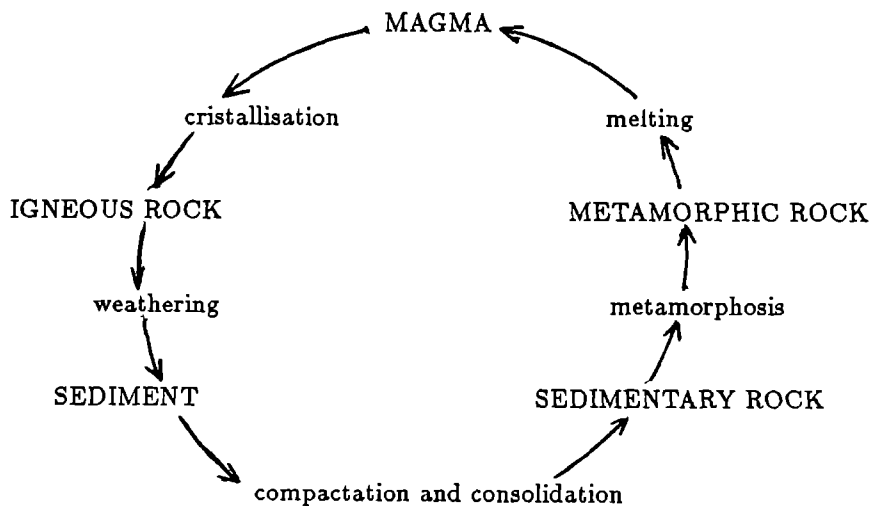 MAGMA
cristallisation
melting
IGNEOUS ROCK
METAMORPHIC ROCK
weathering
metamorphosis
SEDIMENT
SEDIMENTARY ROCK
compactation and consolidation